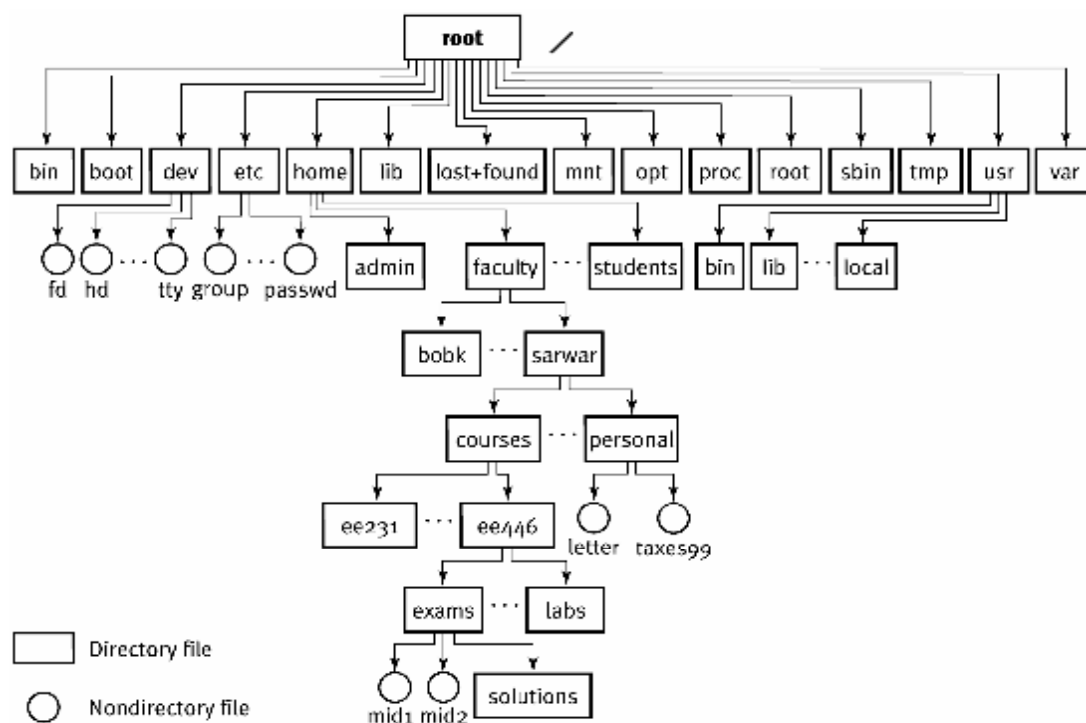 root /
bin boot dev etc home lib lost+found mnt opt proc root sbin tmp usr var
fd hd ... tty group ... passwd admin faculty ... students bin lib ... local
bobk ... sarwar
courses ... personal
ee231 ... ee446 letter taxes99
exams ... labs
Directory file
mid1 mid2 solutions
Nondirectory file